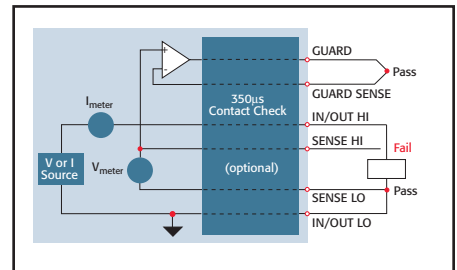 GUARD
Pass
GUARD SENSE
350µs
Contact Check
IN/OUT HI
Imeter
SENSE HI
Fail
V or I
Source
Vmeter
(optional)
Pass
SENSE LO
IN/OUT LO
+
-